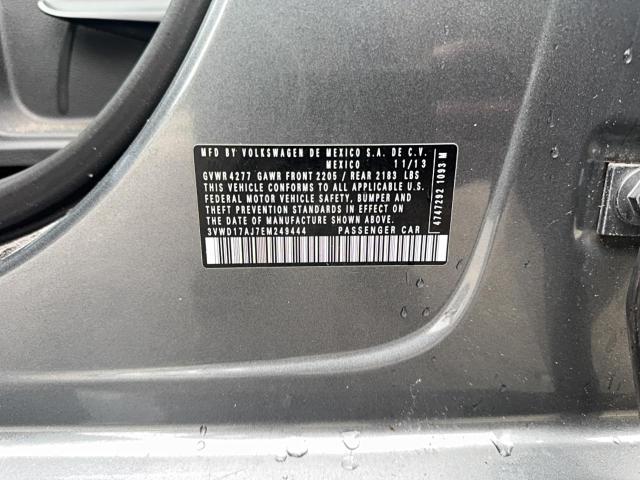 MFD. BY VOLKSWAGEN DE MEXICO S.A. DE C.V.
MEXICO 11/13
GVWR 4277 GAWR FRONT 2205 / REAR 2183 LBS
THIS VEHICLE CONFORMS TO ALL APPLICABLE U.S.
FEDERAL MOTOR VEHICLE SAFETY, BUMPER AND
THEFT PREVENTION STANDARDS IN EFFECT ON
THE DATE OF MANUFACTURE SHOWN ABOVE.
3VWD17AJ7EM249444 PASSENGER CAR
4747292 1093 M